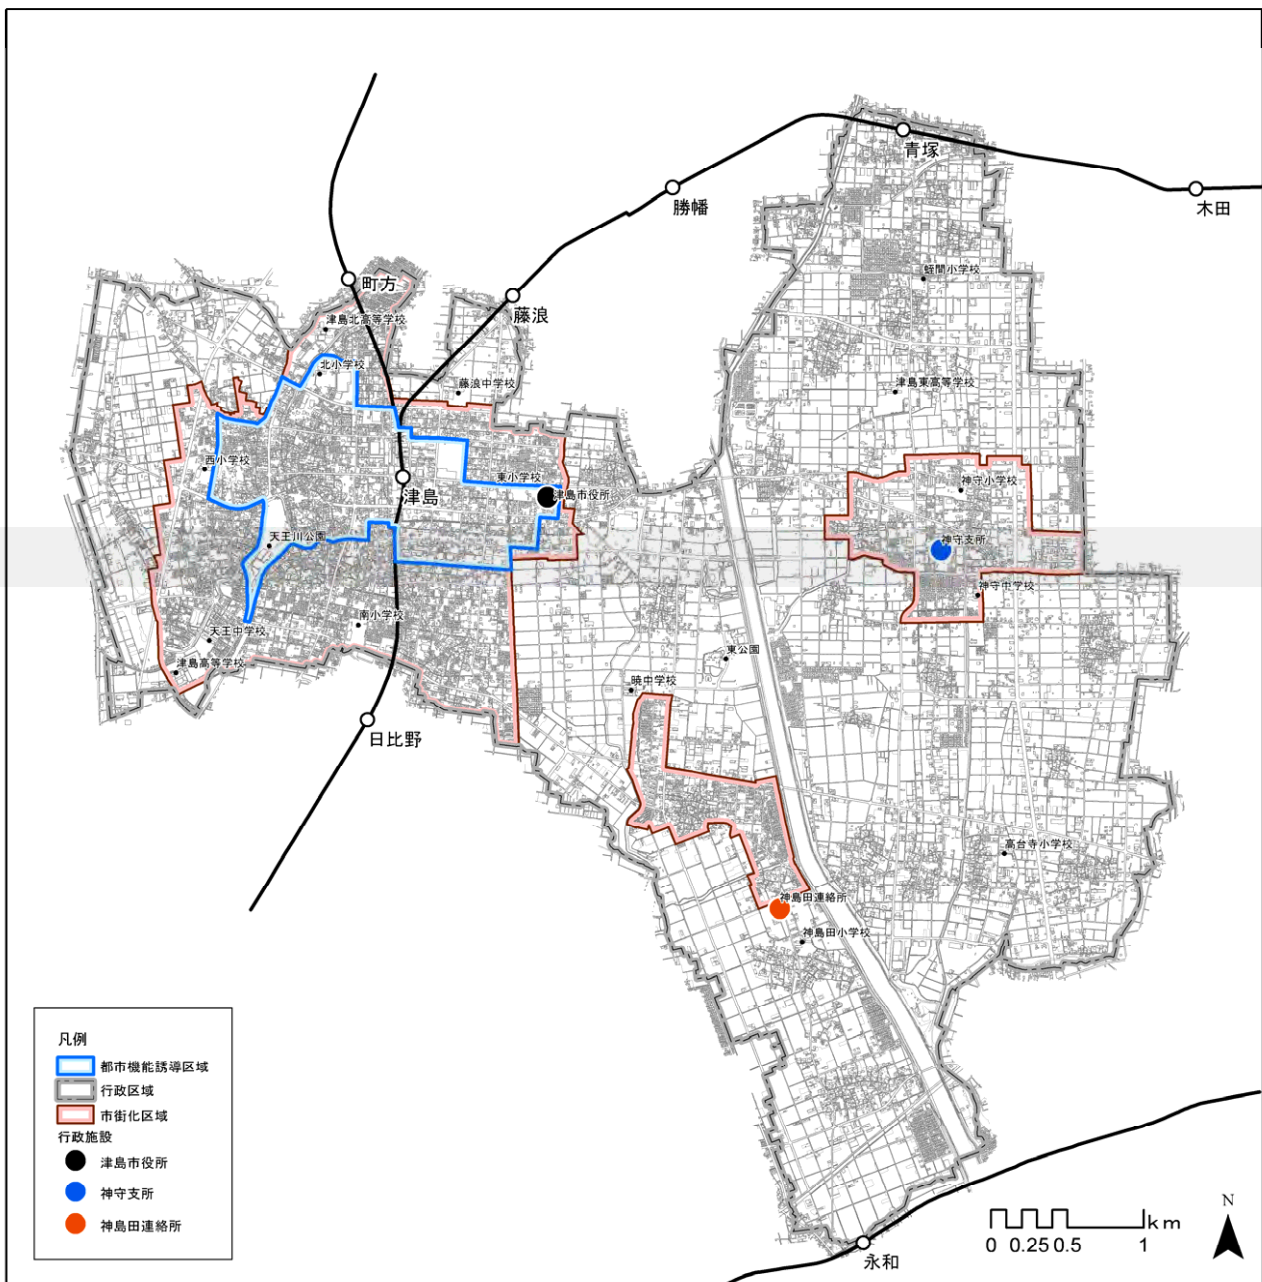 青塚
木田
勝幡
蛭間小学校
町方
藤浪
津島北高等学校
北小学校
藤浪中学校
津島東高等学校
西小学校
東小学校
神守小学校
津島
津島市役所
天王川公園
神守支所
神守中学校
南小学校
天王中学校
東公園
津島高等学校
暁中学校
日比野
高台寺小学校
神島田連絡所
神島田小学校
凡例
都市機能誘導区域
行政区域
市街化区域
行政施設
津島市役所
神守支所
神島田連絡所
N
km
0 0.25 0.5 1
永和